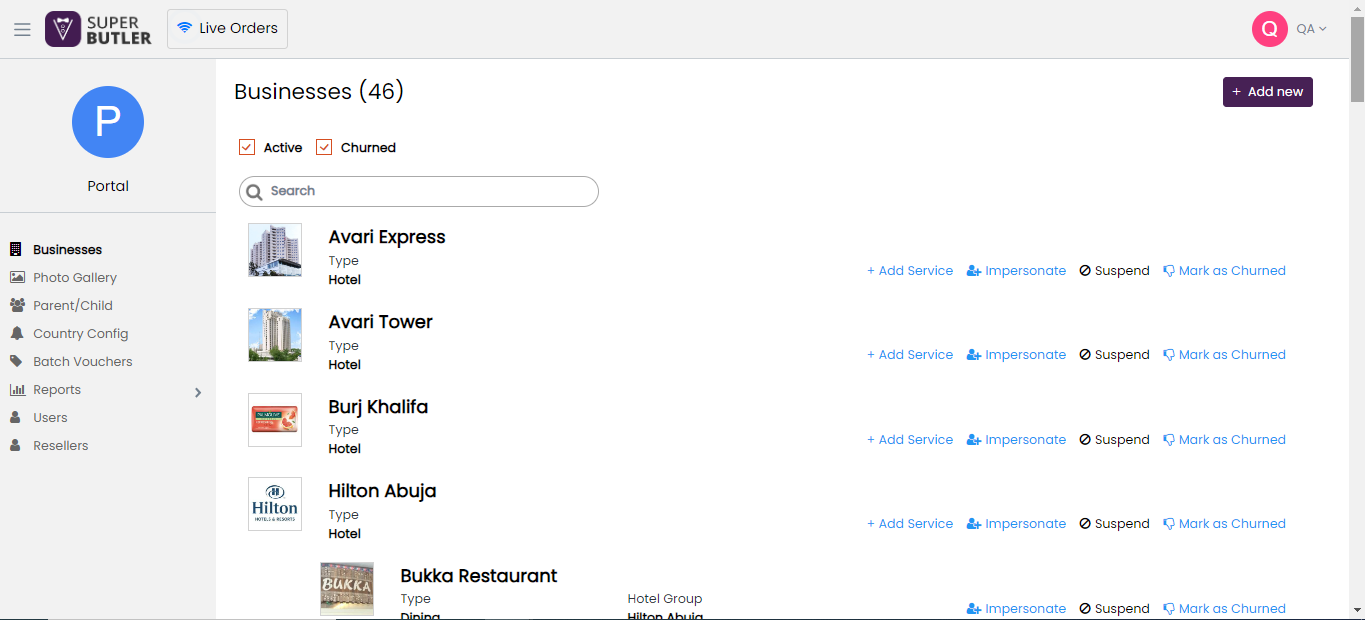 SUPER
BUTLER
Live Orders
Q
QA
P
Portal
Businesses
Photo Gallery
Parent/Child
Country Config
Batch Vouchers
Reports
Users
Resellers
Businesses (46)
+ Add new
Active
Churned
Search
Avari Express
Type
Hotel
+ Add Service Impersonate Suspend Mark as Churned
Avari Tower
Type
Hotel
+ Add Service Impersonate Suspend Mark as Churned
PALMOLIVE
Burj Khalifa
Type
Hotel
+ Add Service Impersonate Suspend Mark as Churned
Hilton
HOTELS & RESORTS
Hilton Abuja
Type
Hotel
+ Add Service Impersonate Suspend Mark as Churned
BUKKA
Bukka Restaurant
Type Hotel Group
Dining Hilton Abuja
Impersonate Suspend Mark as Churned